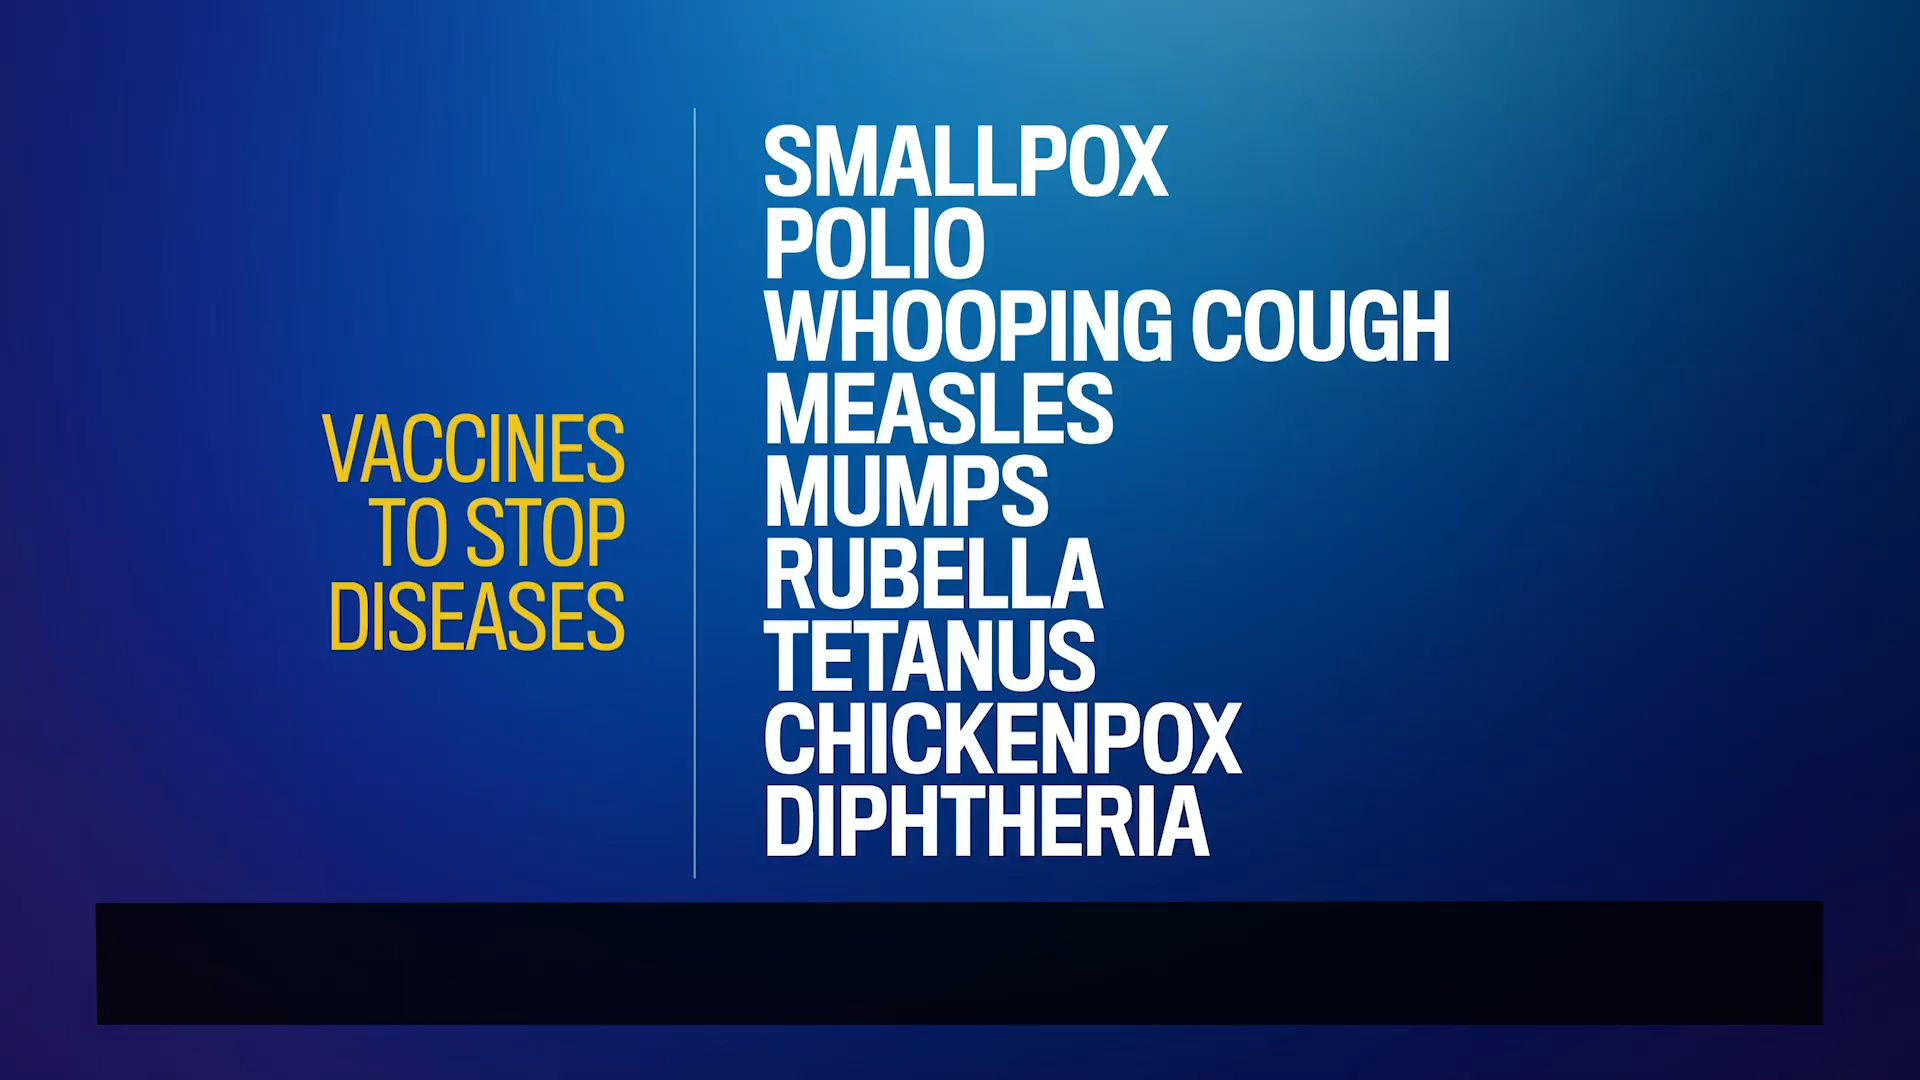 VACCINES
TO STOP
DISEASES
SMALLPOX
POLIO
WHOOPING COUGH
MEASLES
MUMPS
RUBELLA
TETANUS
CHICKENPOX
DIPHTHERIA